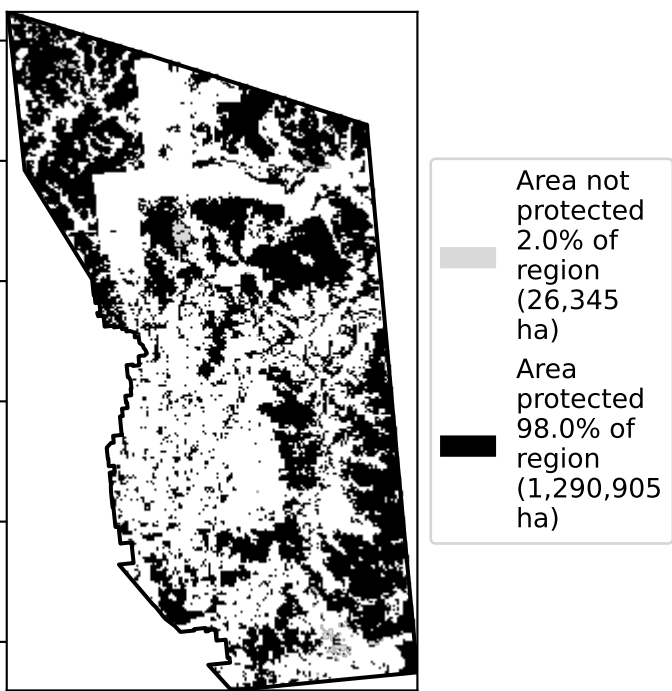 Area not
protected
2.0% of
region
(26,345
ha)
Area
protected
98.0% of
region
(1,290,905
ha)